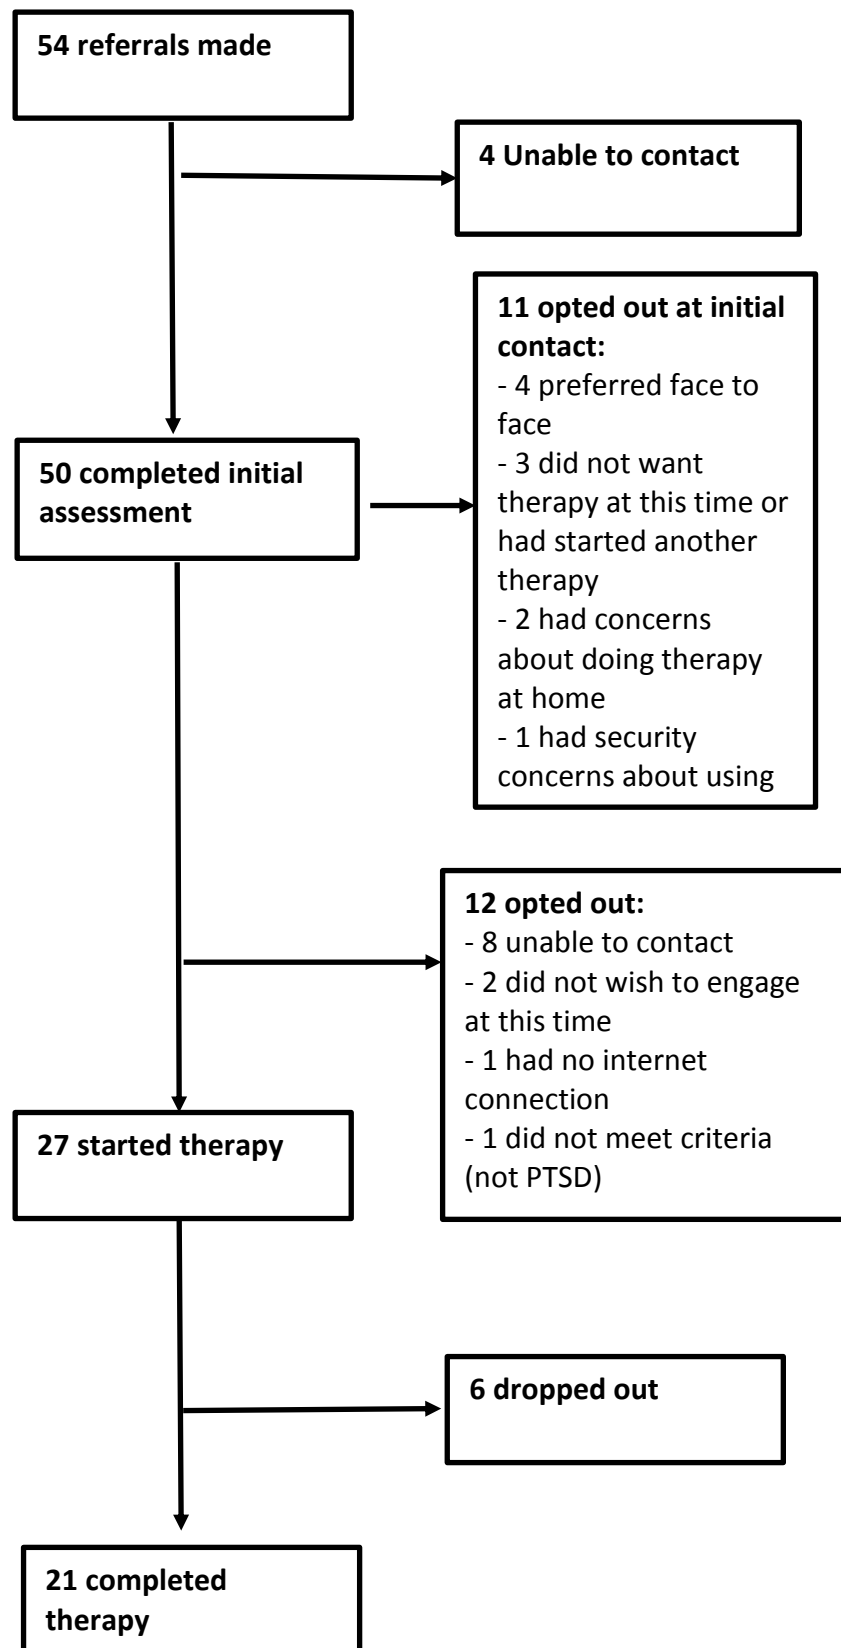 54 referrals made
4 Unable to contact
11 opted out at initial
contact:
- 4 preferred face to
face
- 3 did not want
therapy at this time or
had started another
therapy
- 2 had concerns
about doing therapy
at home
- 1 had security
concerns about using
50 completed initial
assessment
12 opted out:
- 8 unable to contact
- 2 did not wish to engage
at this time
- 1 had no internet
connection
- 1 did not meet criteria
(not PTSD)
27 started therapy
6 dropped out
21 completed
therapy